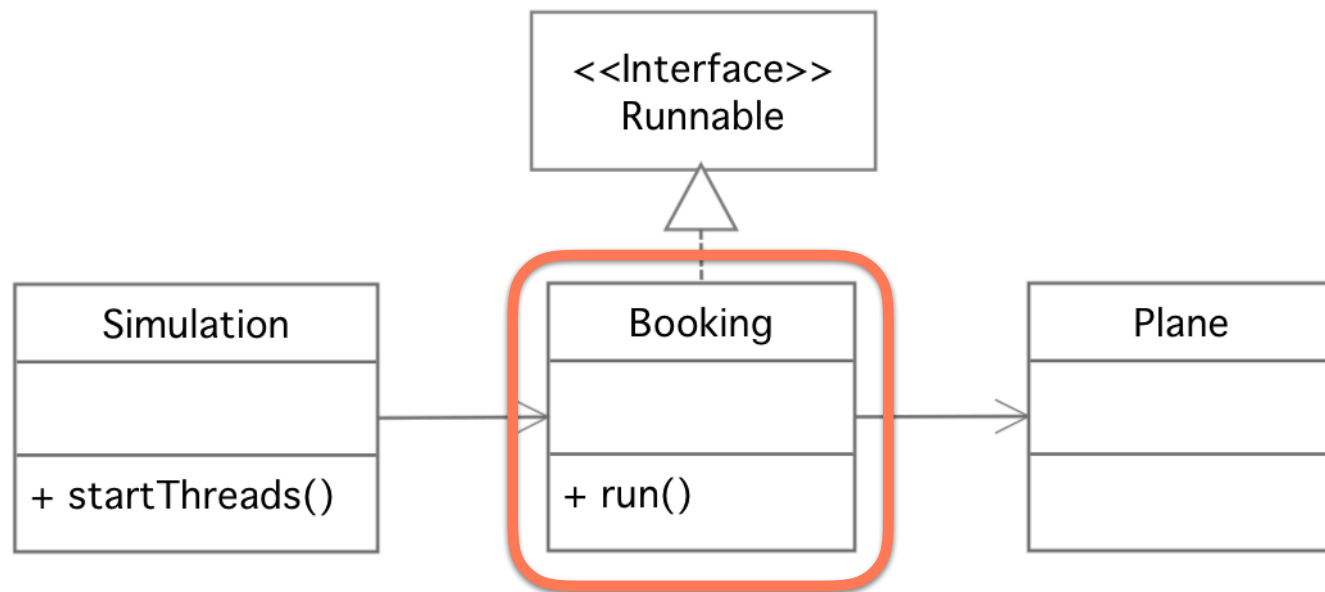 <<Interface>>
Runnable
Simulation
+ startThreads()
Booking
+ run()
Plane